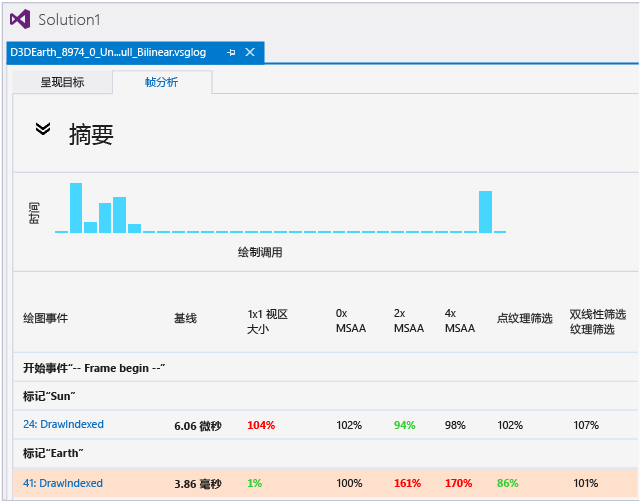 Solution1
D3DEarth_8974_0_Un...ull_Bilinear.vsglog
呈现目标 帧分析
摘要
时间
绘制调用
绘图事件 基线 1x1 视区大小 0x MSAA 2x MSAA 4x MSAA 点纹理筛选 双线性筛选纹理筛选
开始事件“-- Frame begin --”
标记“Sun”
24: DrawIndexed 6.06 微秒 104% 102% 94% 98% 102% 107%
标记“Earth”
41: DrawIndexed 3.86 毫秒 1% 100% 161% 170% 86% 101%